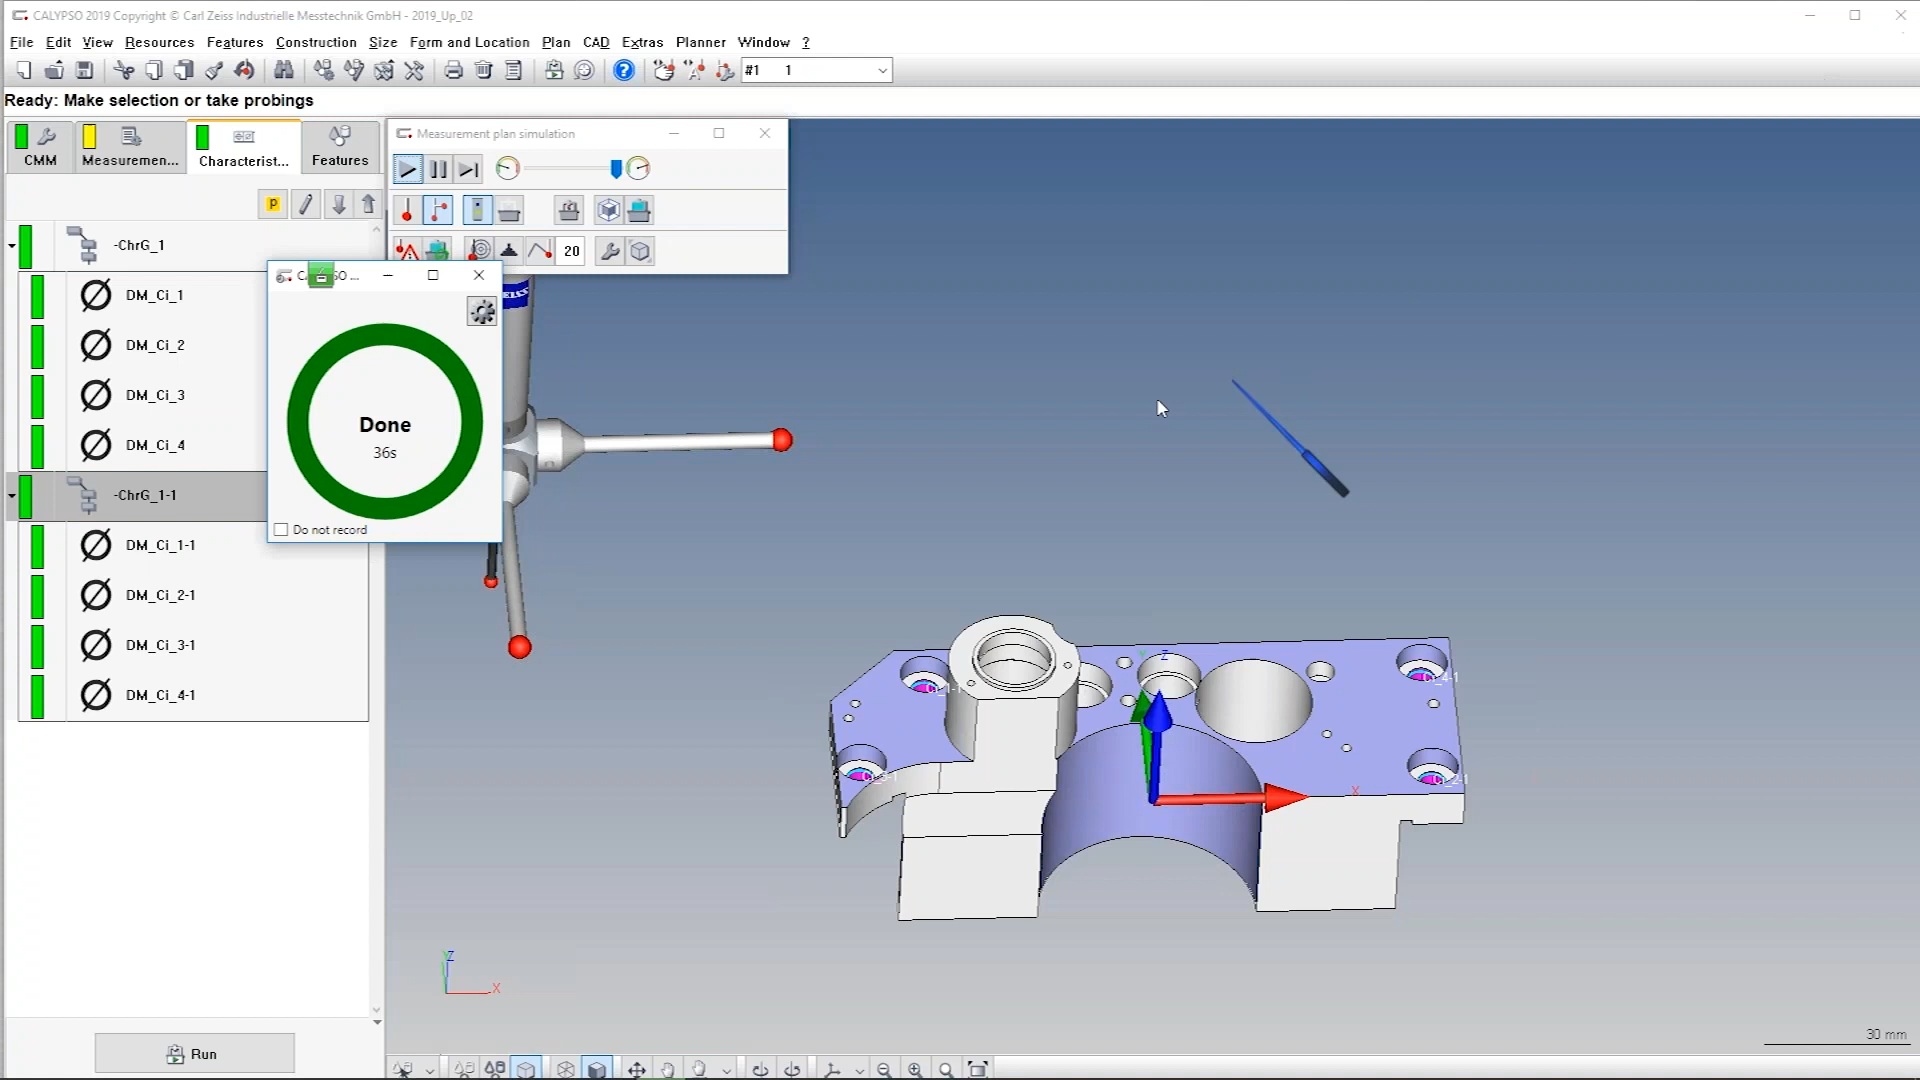 CALYPSO 2019 Copyright © Carl Zeiss Industrielle Messtechnik GmbH - 2019_Up_02
File Edit View Resources Features Construction Size Form and Location Plan CAD Extras Planner Window ?
#1 1
Ready: Make selection or take probings
CMM Measuremen... Characterist... Features
Measurement plan simulation
P
20
-ChrG_1
DM_Ci_1
DM_Ci_2
DM_Ci_3
DM_Ci_4
-ChrG_1-1
DM_Ci_1-1
DM_Ci_2-1
DM_Ci_3-1
DM_Ci_4-1
Done
36s
Do not record
Z
X
Z
X
30 mm
Run